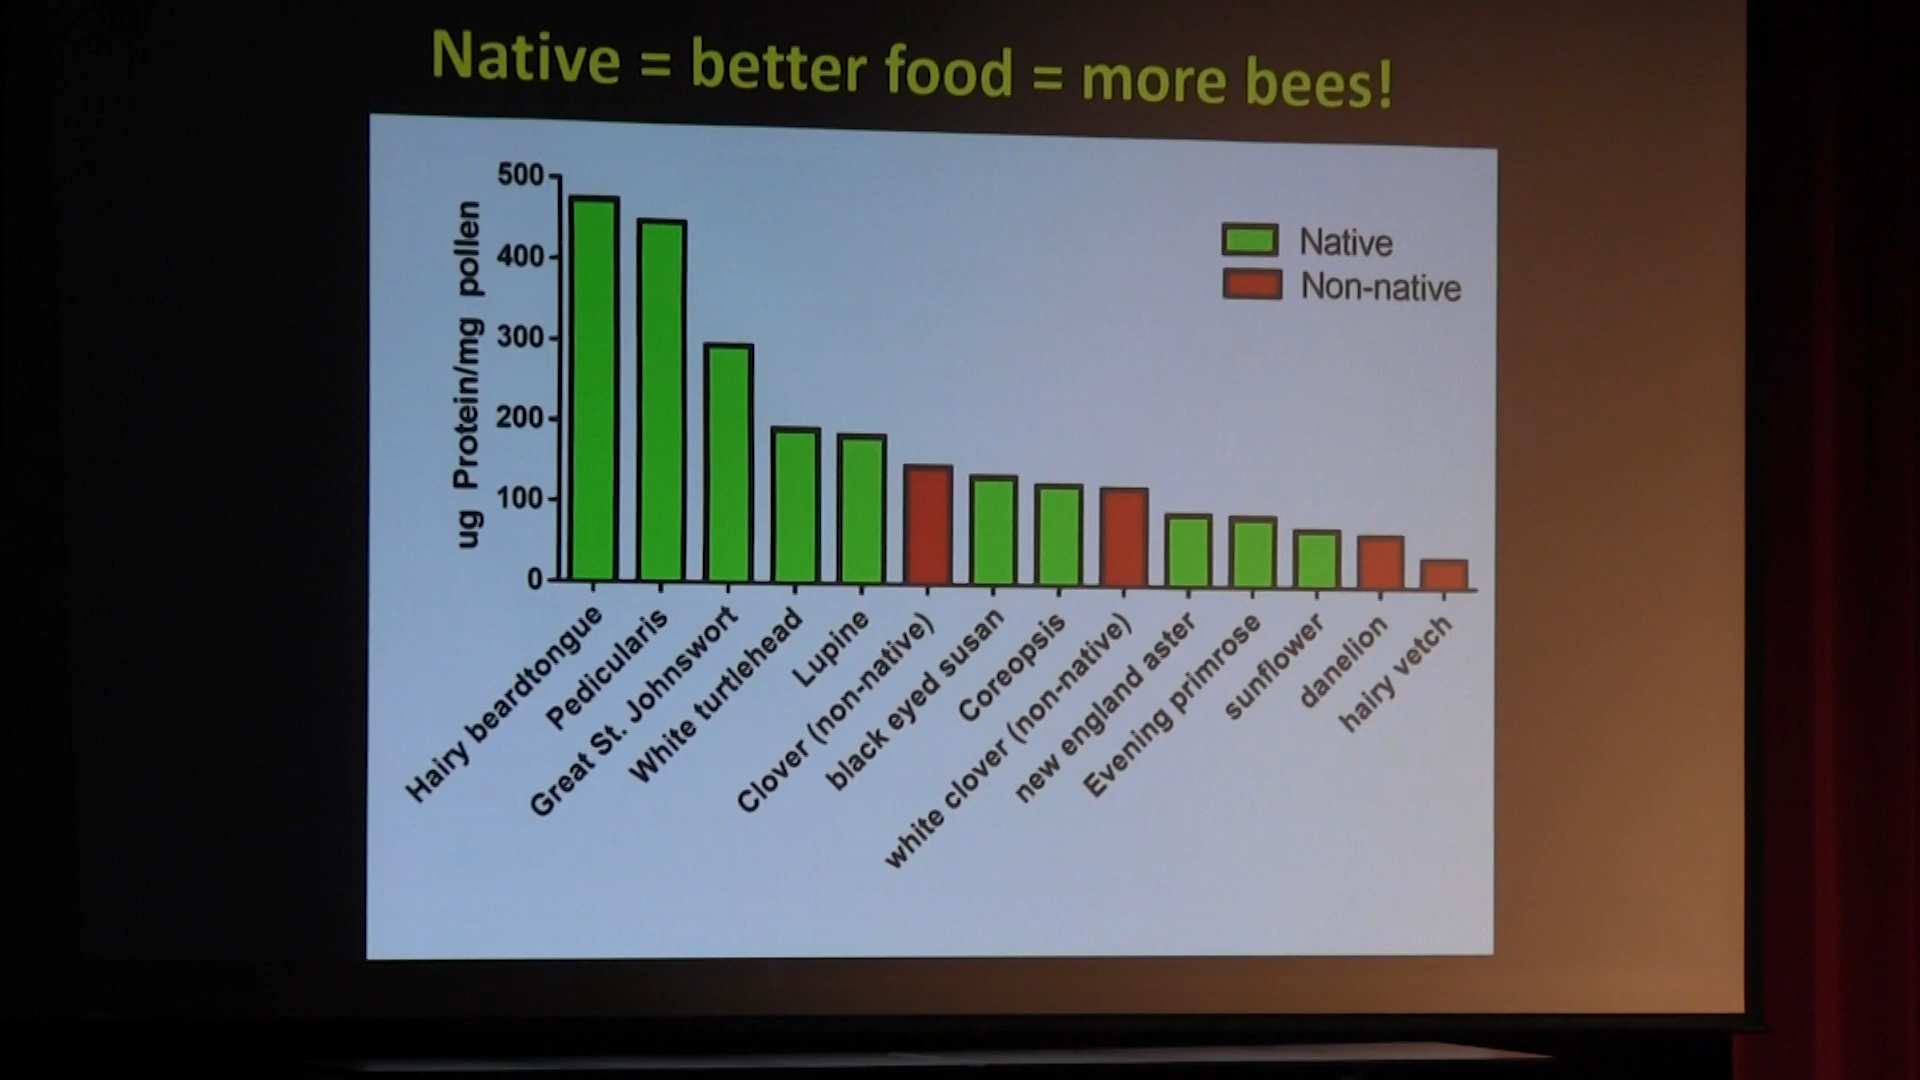 Native = better food = more bees!
ug Protein/mg pollen
500
400
300
200
100
0
Native
Non-native
Hairy beardtongue
Pedicularis
Great St. Johnswort
White turtlehead
Lupine
Clover (non-native)
black eyed susan
Coreopsis
white clover (non-native)
new england aster
Evening primrose
sunflower
danelion
hairy vetch